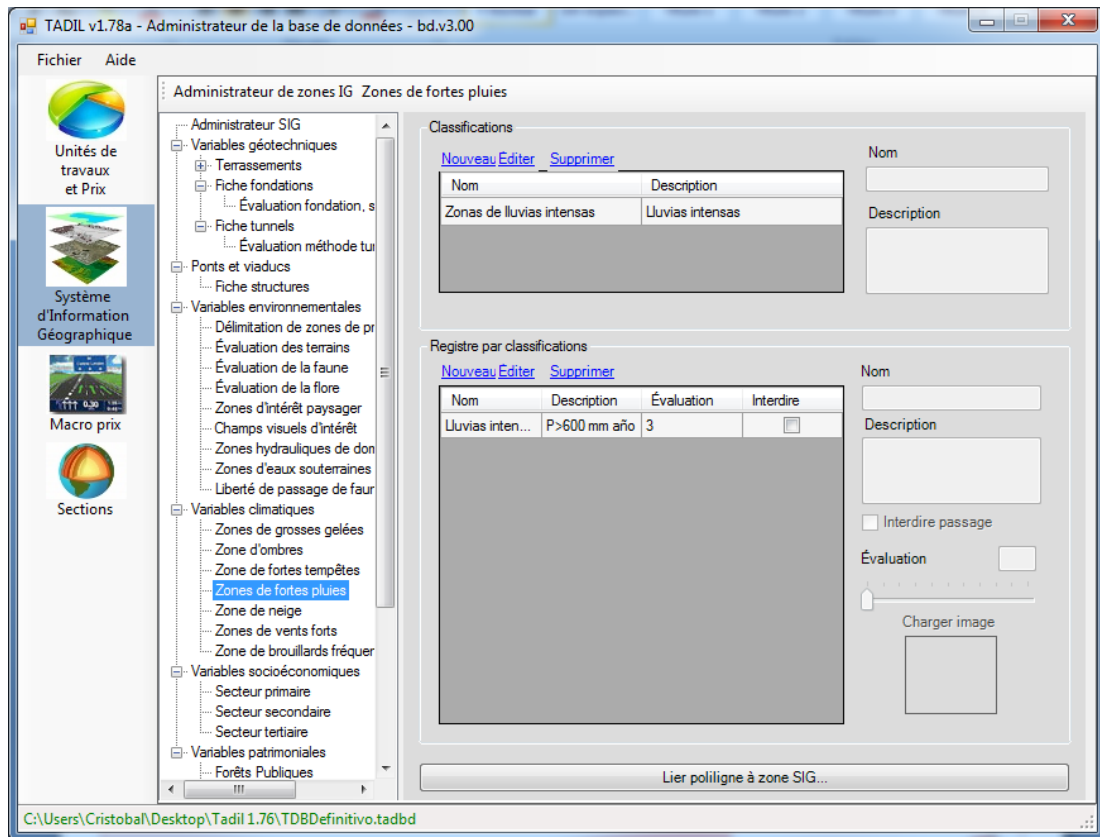 TADIL v1.78a - Administrateur de la base de données - bd.v3.00
Fichier Aide
Unités de
travaux
et Prix
Système
d'Information
Géographique
Macro prix
Sections
Administrateur de zones IG Zones de fortes pluies
Administrateur SIG
Variables géotechniques
Terrassements
Fiche fondations
Évaluation fondation, s
Fiche tunnels
Évaluation méthode tur
Ponts et viaducs
Fiche structures
Variables environnementales
Délimitation de zones de pr
Évaluation des terrains
Évaluation de la faune
Évaluation de la flore
Zones d'intérêt paysager
Champs visuels d'intérêt
Zones hydrauliques de don
Zones d'eaux souterraines
Liberté de passage de faur
Variables climatiques
Zones de grosses gelées
Zone d'ombres
Zone de fortes tempêtes
Zones de fortes pluies
Zone de neige
Zones de vents forts
Zone de brouillards fréquer
Variables socioéconomiques
Secteur primaire
Secteur secondaire
Secteur tertiaire
Variables patrimoniales
Forêts Publiques
Classifications
Nouveau Éditer Supprimer
Nom Description
Zonas de lluvias intensas Lluvias intensas
Nom
Description
Registre par classifications
Nouveau Éditer Supprimer
Nom Description Évaluation Interdire
Lluvias inten... P>600 mm año 3
Nom
Description
Interdire passage
Évaluation
Charger image
Lier poliligne à zone SIG...
C:\Users\Cristobal\Desktop\Tadil 1.76\TDBDefinitivo.tadbd